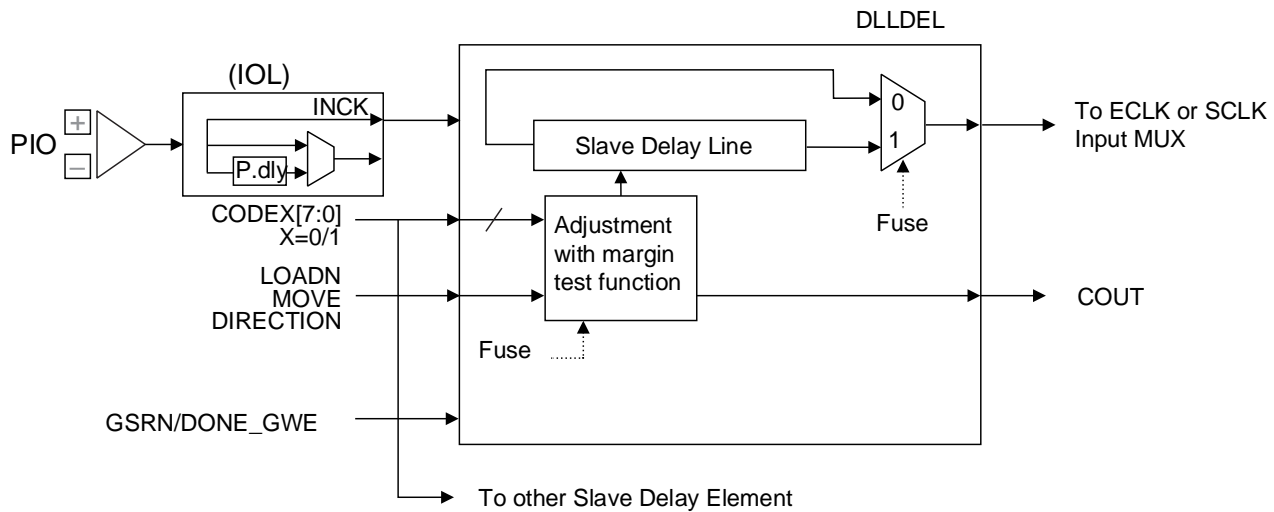 DLLDEL
(IOL)
INCK
PIO
+
−
P.dly
0
1
To ECLK or SCLK
Input MUX
Slave Delay Line
CODEX[7:0]
X=0/1
Adjustment
with margin
test function
Fuse
LOADN
MOVE
DIRECTION
COUT
Fuse
GSRN/DONE_GWE
To other Slave Delay Element